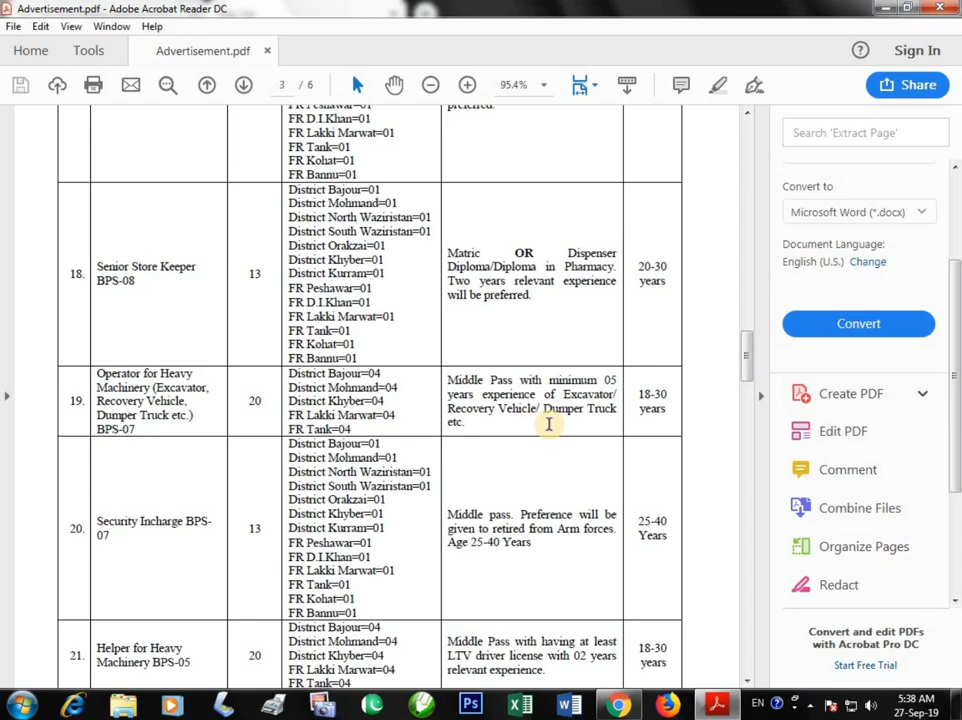 Advertisement.pdf - Adobe Acrobat Reader DC
File Edit View Window Help
Home Tools Advertisement.pdf × Sign In
3 / 6 95.4% Share
FR Peshawar=01
preferred.
FR D.I.Khan=01
FR Lakki Marwat=01
FR Tank=01
FR Kohat=01
FR Bannu=01
18.
Senior Store Keeper
BPS-08
13
District Bajour=01
District Mohmand=01
District North Waziristan=01
District South Waziristan=01
District Orakzai=01
District Khyber=01
District Kurram=01
FR Peshawar=01
FR D.I.Khan=01
FR Lakki Marwat=01
FR Tank=01
FR Kohat=01
FR Bannu=01
Matric OR Dispenser
Diploma/Diploma in Pharmacy.
Two years relevant experience
will be preferred.
20-30
years
19.
Operator for Heavy
Machinery (Excavator,
Recovery Vehicle,
Dumper Truck etc.)
BPS-07
20
District Bajour=04
District Mohmand=04
District Khyber=04
FR Lakki Marwat=04
FR Tank=04
Middle Pass with minimum 05
years experience of Excavator/
Recovery Vehicle/ Dumper Truck
etc.
18-30
years
20.
Security Incharge BPS-
07
13
District Bajour=01
District Mohmand=01
District North Waziristan=01
District South Waziristan=01
District Orakzai=01
District Khyber=01
District Kurram=01
FR Peshawar=01
FR D.I.Khan=01
FR Lakki Marwat=01
FR Tank=01
FR Kohat=01
FR Bannu=01
Middle pass. Preference will be
given to retired from Arm forces.
Age 25-40 Years
25-40
Years
21.
Helper for Heavy
Machinery BPS-05
20
District Bajour=04
District Mohmand=04
District Khyber=04
FR Lakki Marwat=04
FR Tank=04
Middle Pass with having at least
LTV driver license with 02 years
relevant experience.
18-30
years
Search 'Extract Page'
Convert to
Microsoft Word (*.docx)
Document Language:
English (U.S.) Change
Convert
Create PDF
Edit PDF
Comment
Combine Files
Organize Pages
Redact
Convert and edit PDFs
with Acrobat Pro DC
Start Free Trial
Ps
EN
5:38 AM
27-Sep-19